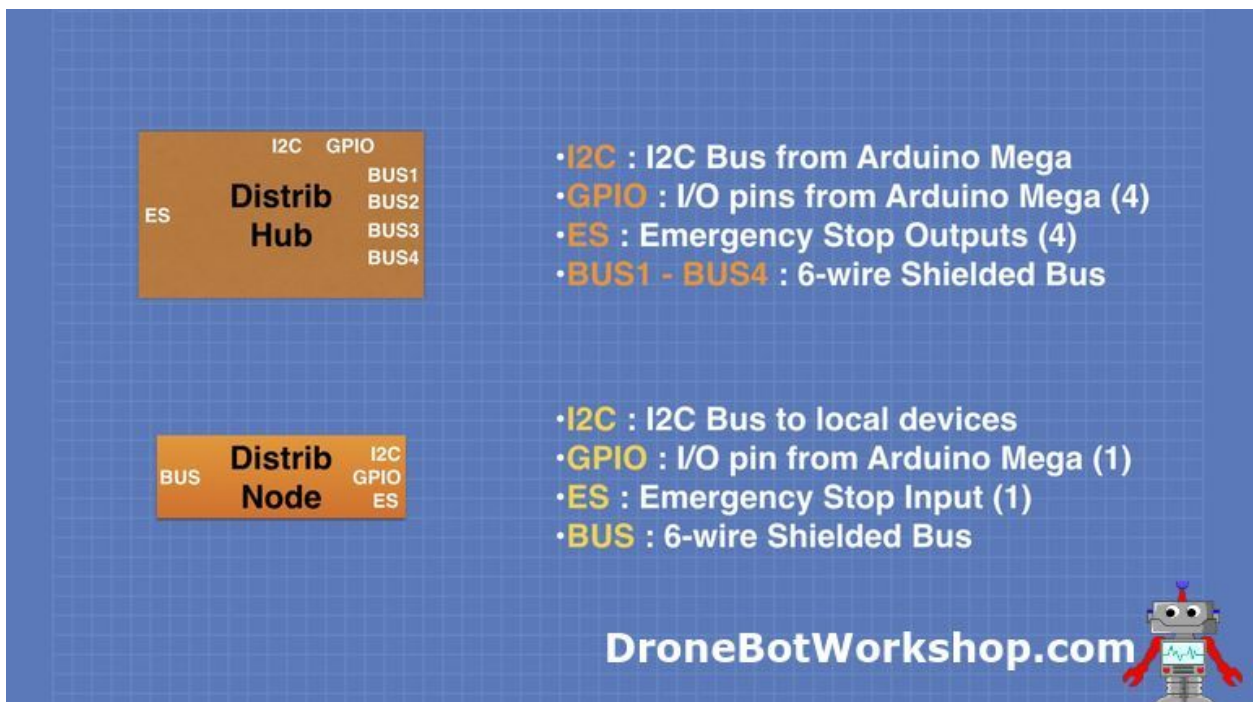 I2C GPIO
BUS1
BUS2
BUS3
BUS4
ES
Distrib
Hub
•I2C : I2C Bus from Arduino Mega
•GPIO : I/O pins from Arduino Mega (4)
•ES : Emergency Stop Outputs (4)
•BUS1 - BUS4 : 6-wire Shielded Bus
BUS
Distrib
Node
I2C
GPIO
ES
•I2C : I2C Bus to local devices
•GPIO : I/O pin from Arduino Mega (1)
•ES : Emergency Stop Input (1)
•BUS : 6-wire Shielded Bus
DroneBotWorkshop.com